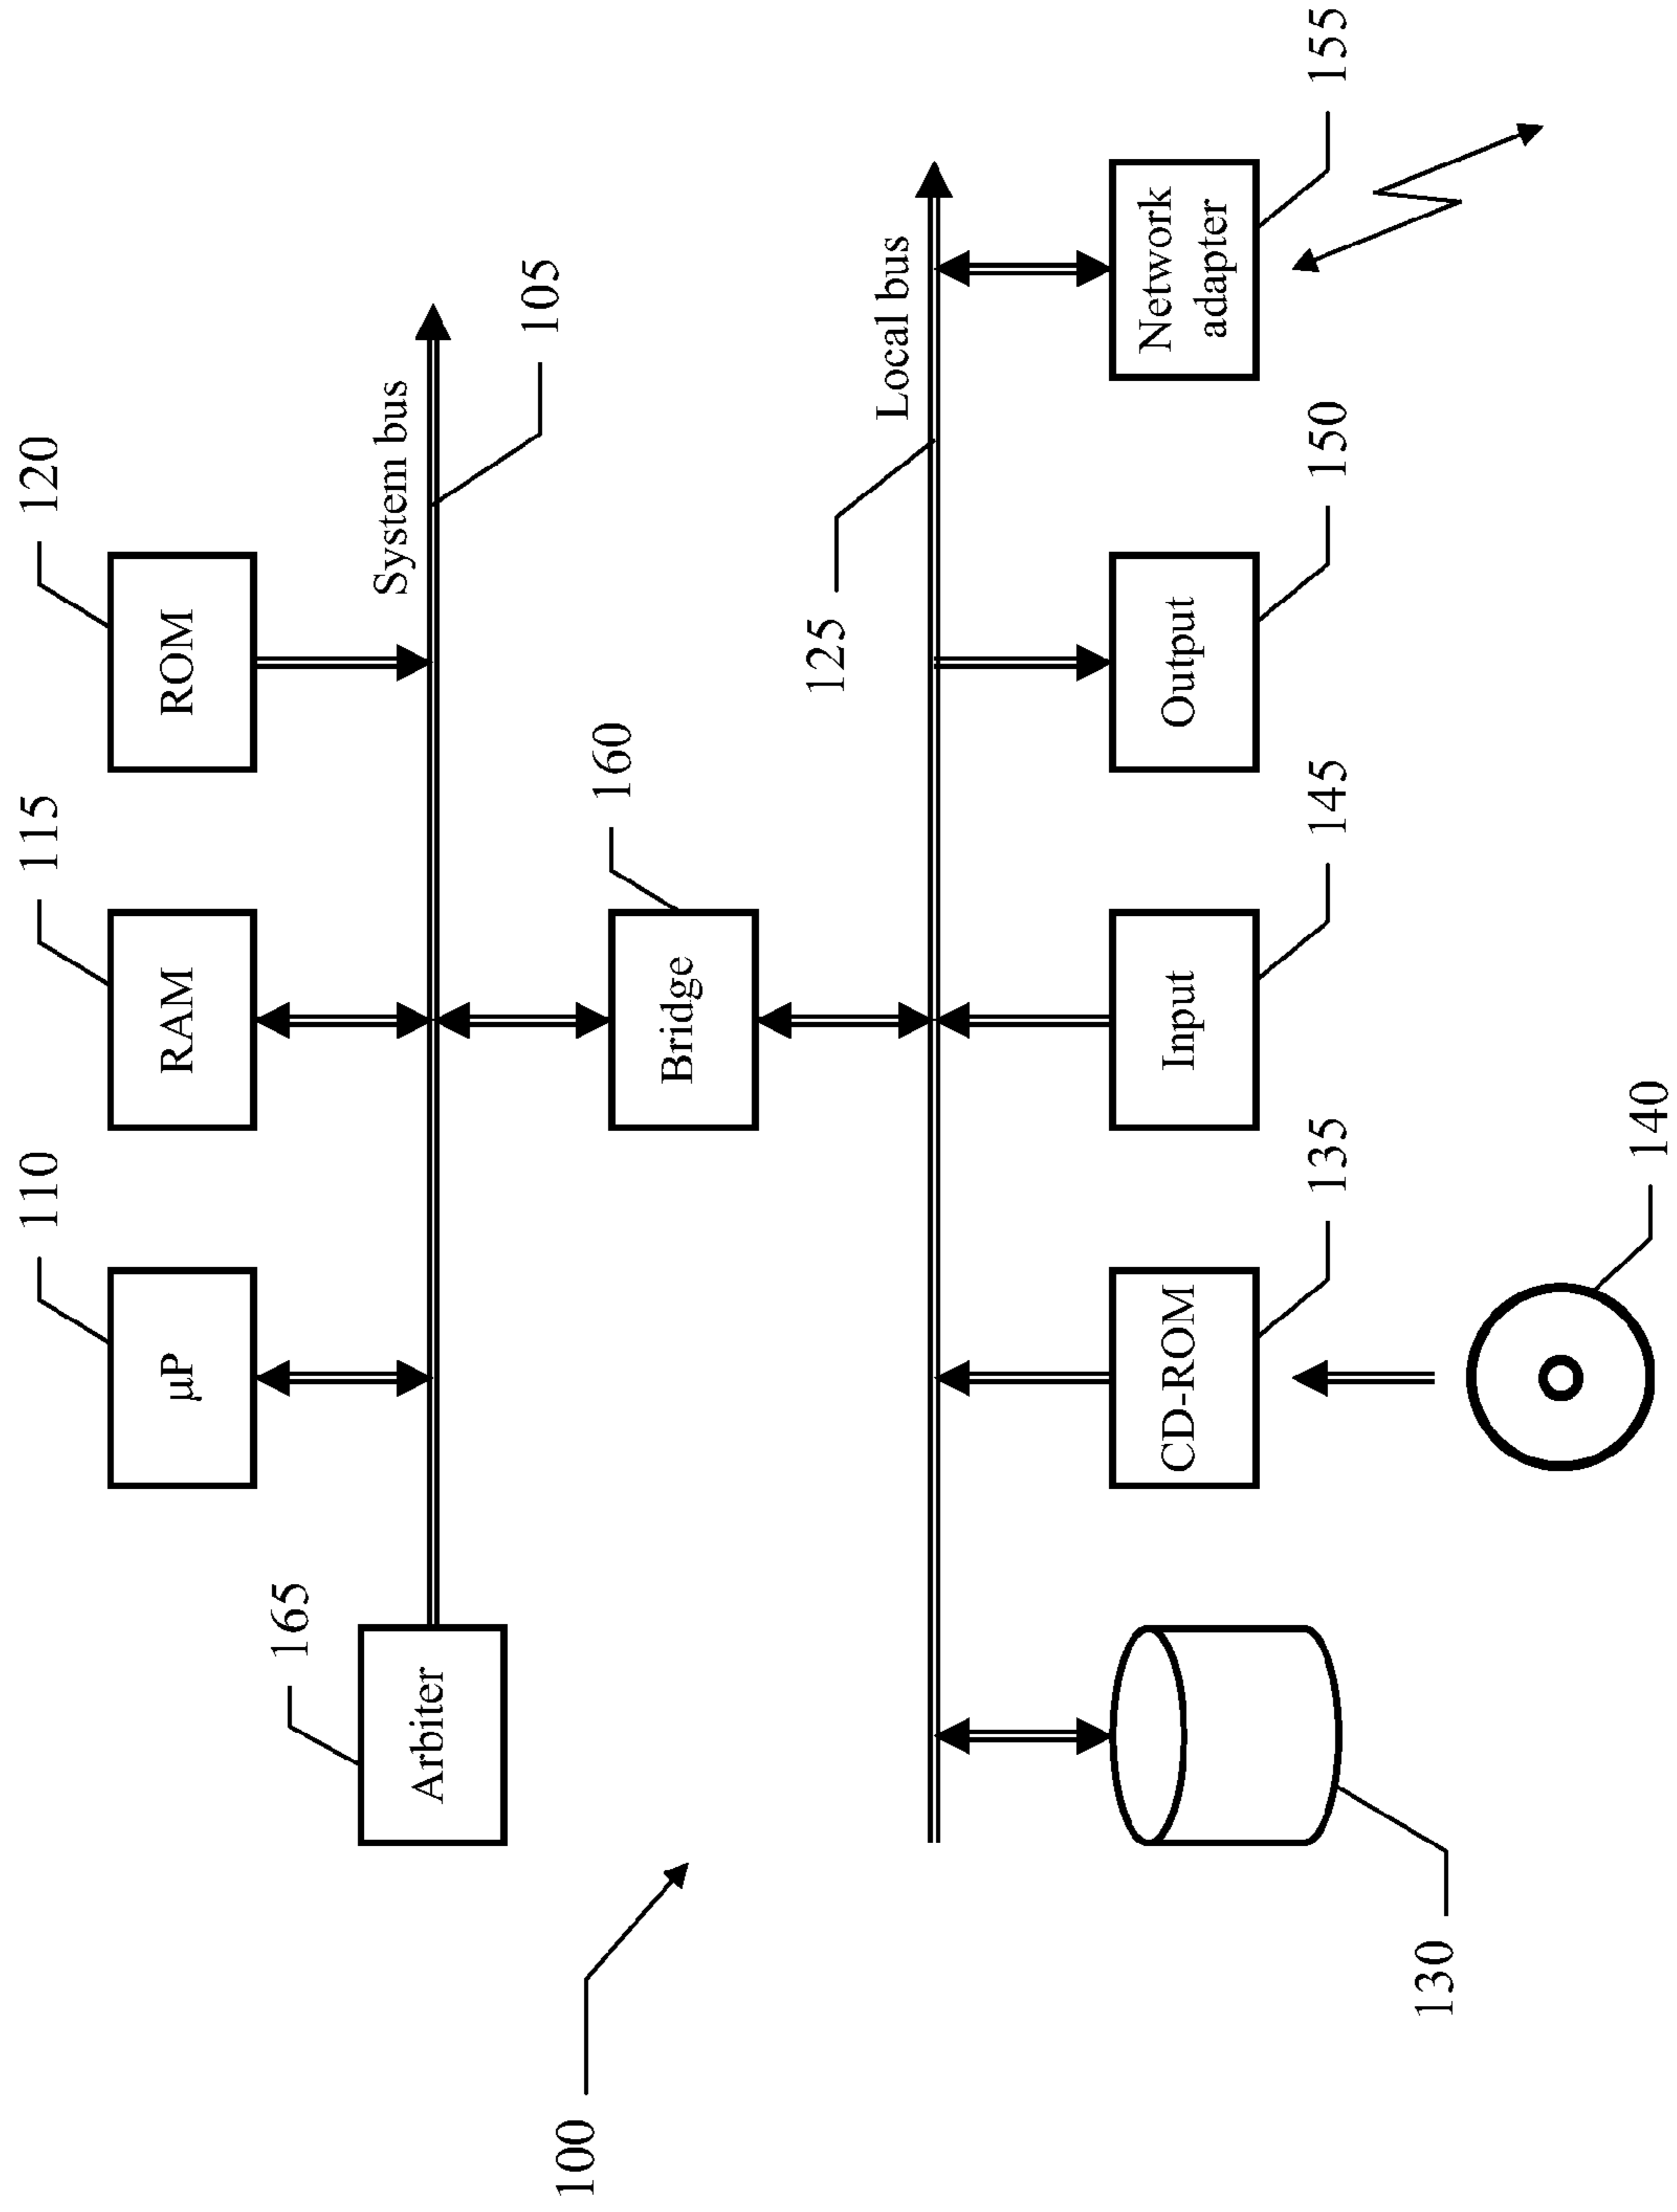 110
115
120
µP
RAM
ROM
165
System bus
Arbiter
105
160
Bridge
125
Local bus
CD-ROM
Input
Output
Network
adapter
135
145
150
155
100
130
140